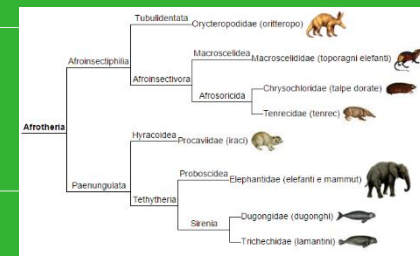 Tubulidentata
Orycteropodidae (oritteropo)
Afroinsectiphilia
Macroscelidea
Macroscelididae (toporagni elefanti)
Afroinsectivora
Chrysochloridae (talpe dorate)
Afrosoricida
Tenrecidae (tenrec)
Afrotheria
Hyracoidea
Procaviidae (iraci)
Paenungulata
Proboscidea
Elephantidae (elefanti e mammut)
Tethytheria
Dugongidae (dugonghi)
Sirenia
Trichechidae (lamantini)